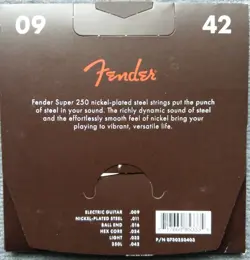 09 42
Fender
Fender Super 250 nickel-plated steel strings put the punch
of steel in your sound. The richly dynamic sound of steel
and the effortlessly smooth feel of nickel bring your
playing to vibrant, versatile life.
ELECTRIC GUITAR .009
NICKEL-PLATED STEEL .011
BALL END .016
HEX CORE .024
LIGHT .032
250L .042
P/N 0730250403